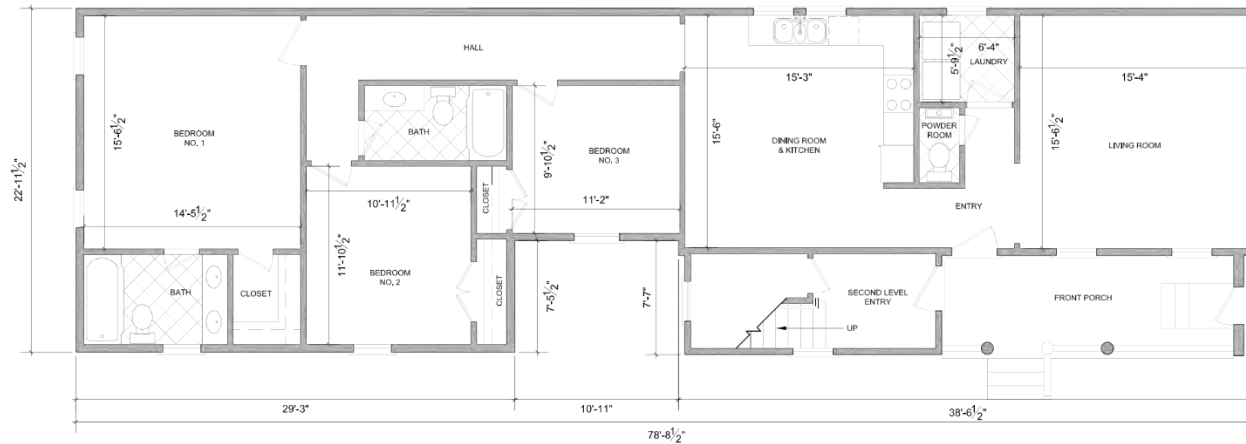 HALL
6'-4"
LAUNDRY
5'-9½"
15'-3"
15'-4"
BATH
POWDER
ROOM
BEDROOM
NO. 1
15'-6½"
BEDROOM
NO. 3
9'-10½"
DINING ROOM
& KITCHEN
15'-6"
LIVING ROOM
15'-6½"
22'-11½"
CLOSET
10'-11½"
11'-2"
14'-5½"
ENTRY
11'-10½"
BEDROOM
NO. 2
BATH
CLOSET
CLOSET
7'-5½"
7'-7"
SECOND LEVEL
ENTRY
FRONT PORCH
UP
29'-3"
10'-11"
38'-6½"
78'-8½"